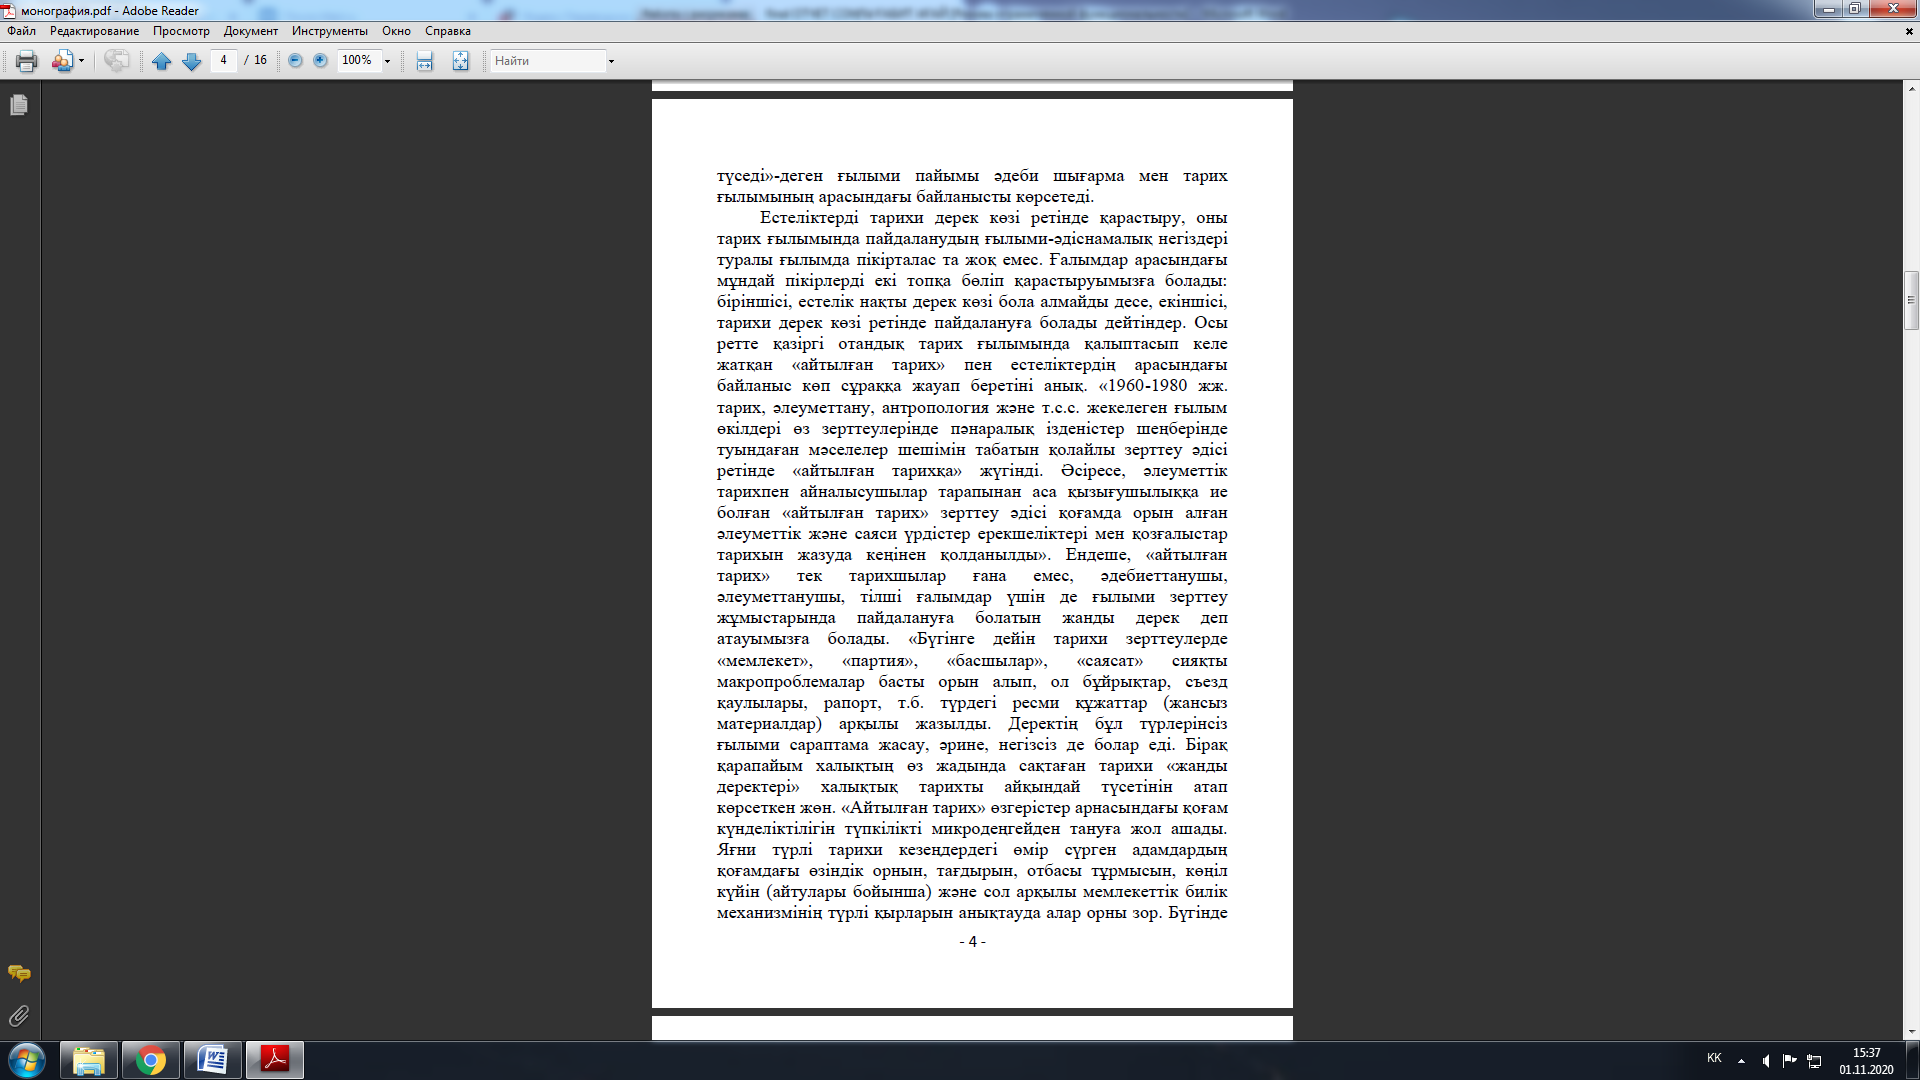 монография.pdf - Adobe Reader
Файл Редактирование Просмотр Документ Инструменты Окно Справка
4 / 16 100% Найти
түседі»-деген ғылыми пайымы әдеби шығарма мен тарих
ғылымының арасындағы байланысты көрсетеді.
Естеліктерді тарихи дерек көзі ретінде қарастыру, оны
тарих ғылымында пайдаланудың ғылыми-әдіснамалық негіздері
туралы ғылымда пікірталас та жоқ емес. Ғалымдар арасындағы
мұндай пікірлерді екі топқа бөліп қарастыруымызға болады:
біріншісі, естелік нақты дерек көзі бола алмайды десе, екіншісі,
тарихи дерек көзі ретінде пайдалануға болады дейтіндер. Осы
ретте қазіргі отандық тарих ғылымында қалыптасып келе
жатқан «айтылған тарих» пен естеліктердің арасындағы
байланыс көп сұраққа жауап беретіні анық. «1960-1980 жж.
тарих, әлеуметтану, антропология және т.с.с. жекелеген ғылым
өкілдері өз зерттеулерінде пәнаралық ізденістер шеңберінде
туындаған мәселелер шешімін табатын қолайлы зерттеу әдісі
ретінде «айтылған тарихқа» жүгінді. Әсіресе, әлеуметтік
тарихпен айналысушылар тарапынан аса қызығушылыққа ие
болған «айтылған тарих» зерттеу әдісі қоғамда орын алған
әлеуметтік және саяси үрдістер ерекшеліктері мен қозғалыстар
тарихын жазуда кеңінен қолданылды». Ендеше, «айтылған
тарих» тек тарихшылар ғана емес, әдебиеттанушы,
әлеуметтанушы, тілші ғалымдар үшін де ғылыми зерттеу
жұмыстарында пайдалануға болатын жанды дерек деп
атауымызға болады. «Бүгінге дейін тарихи зерттеулерде
«мемлекет», «партия», «басшылар», «саясат» сияқты
макропроблемалар басты орын алып, ол бұйрықтар, съезд
қаулылары, рапорт, т.б. түрдегі ресми құжаттар (жансыз
материалдар) арқылы жазылды. Деректің бұл түрлерінсіз
ғылыми сараптама жасау, әрине, негізсіз де болар еді. Бірақ
қарапайым халықтың өз жадында сақтаған тарихи «жанды
деректері» халықтық тарихты айқындай түсетінін атап
көрсеткен жөн. «Айтылған тарих» өзгерістер арнасындағы қоғам
күнделіктілігін түпкілікті микродеңгейден тануға жол ашады.
Яғни түрлі тарихи кезеңдердегі өмір сүрген адамдардың
қоғамдағы өзіндік орнын, тағдырын, отбасы тұрмысын, көңіл
күйін (айтулары бойынша) және сол арқылы мемлекеттік билік
механизмінің түрлі қырларын анықтауда алар орны зор. Бүгінде
- 4 -
KK
15:37
01.11.2020